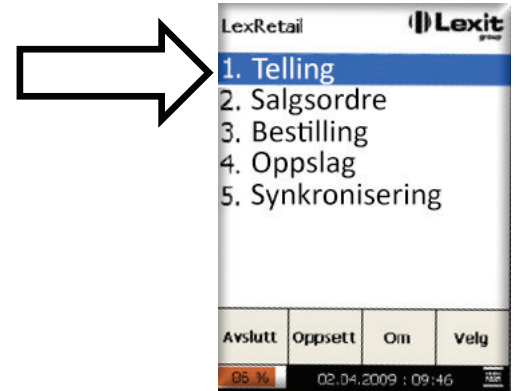 LexRetail Lexit
group
1. Telling
2. Salgsordre
3. Bestilling
4. Oppslag
5. Synkronisering
Avslutt Oppsett Om Velg
86 % 02.04.2009 : 09:46